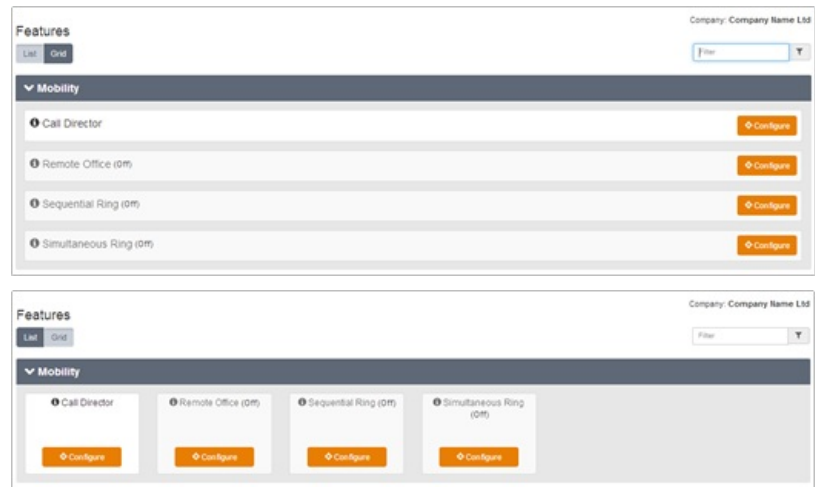 Company: Company Name Ltd
Features
List Grid
Filter
Mobility
Call Director
Configure
Remote Office (Off)
Configure
Sequential Ring (Off)
Configure
Simultaneous Ring (Off)
Configure
Company: Company Name Ltd
Features
List Grid
Filter
Mobility
Call Director Remote Office (Off) Sequential Ring (Off) Simultaneous Ring
(Off)
Configure Configure Configure Configure